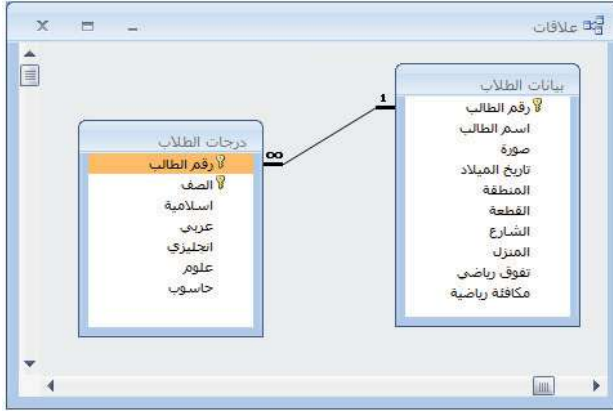 علاقات
بيانات الطلاب
رقم الطالب
اسم الطالب
صورة
تاريخ الميلاد
المنطقة
القطعة
الشارع
المنزل
تفوق رياضي
مكافئة رياضية
1
∞
درجات الطلاب
رقم الطالب
الصف
اسلامية
عربي
انجليزي
علوم
حاسوب